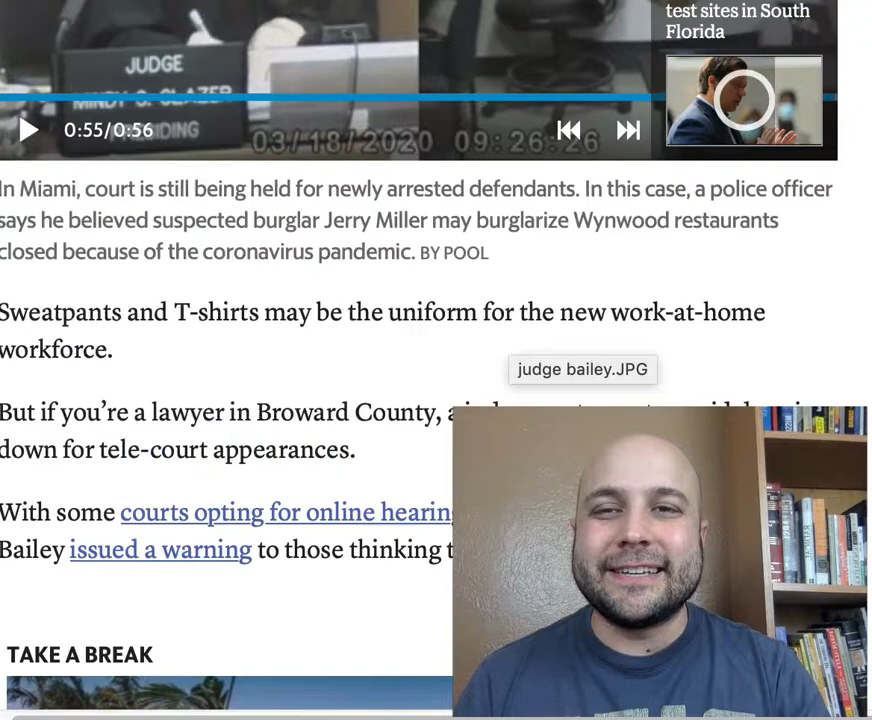 test sites in South
Florida
JUDGE
MINDY S. GLAZER
PRESIDING
0:55/0:56
03/18/2020 09:26:26
In Miami, court is still being held for newly arrested defendants. In this case, a police officer
says he believed suspected burglar Jerry Miller may burglarize Wynwood restaurants
closed because of the coronavirus pandemic. BY POOL
Sweatpants and T-shirts may be the uniform for the new work-at-home
workforce.
judge bailey.JPG
But if you’re a lawyer in Broward County, a
down for tele-court appearances.
With some courts opting for online hearin
Bailey issued a warning to those thinking t
TAKE A BREAK